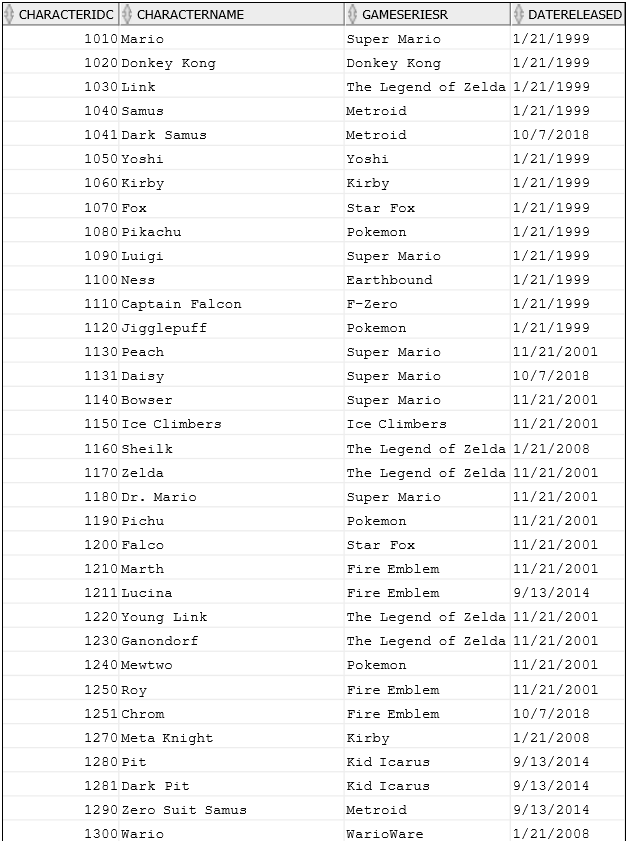 CHARACTERIDC CHARACTERNAME GAMESERIESR DATERELEASED
1010 Mario Super Mario 1/21/1999
1020 Donkey Kong Donkey Kong 1/21/1999
1030 Link The Legend of Zelda 1/21/1999
1040 Samus Metroid 1/21/1999
1041 Dark Samus Metroid 10/7/2018
1050 Yoshi Yoshi 1/21/1999
1060 Kirby Kirby 1/21/1999
1070 Fox Star Fox 1/21/1999
1080 Pikachu Pokemon 1/21/1999
1090 Luigi Super Mario 1/21/1999
1100 Ness Earthbound 1/21/1999
1110 Captain Falcon F-Zero 1/21/1999
1120 Jigglepuff Pokemon 1/21/1999
1130 Peach Super Mario 11/21/2001
1131 Daisy Super Mario 10/7/2018
1140 Bowser Super Mario 11/21/2001
1150 Ice Climbers Ice Climbers 11/21/2001
1160 Sheilk The Legend of Zelda 1/21/2008
1170 Zelda The Legend of Zelda 11/21/2001
1180 Dr. Mario Super Mario 11/21/2001
1190 Pichu Pokemon 11/21/2001
1200 Falco Star Fox 11/21/2001
1210 Marth Fire Emblem 11/21/2001
1211 Lucina Fire Emblem 9/13/2014
1220 Young Link The Legend of Zelda 11/21/2001
1230 Ganondorf The Legend of Zelda 11/21/2001
1240 Mewtwo Pokemon 11/21/2001
1250 Roy Fire Emblem 11/21/2001
1251 Chrom Fire Emblem 10/7/2018
1270 Meta Knight Kirby 1/21/2008
1280 Pit Kid Icarus 9/13/2014
1281 Dark Pit Kid Icarus 9/13/2014
1290 Zero Suit Samus Metroid 9/13/2014
1300 Wario WarioWare 1/21/2008